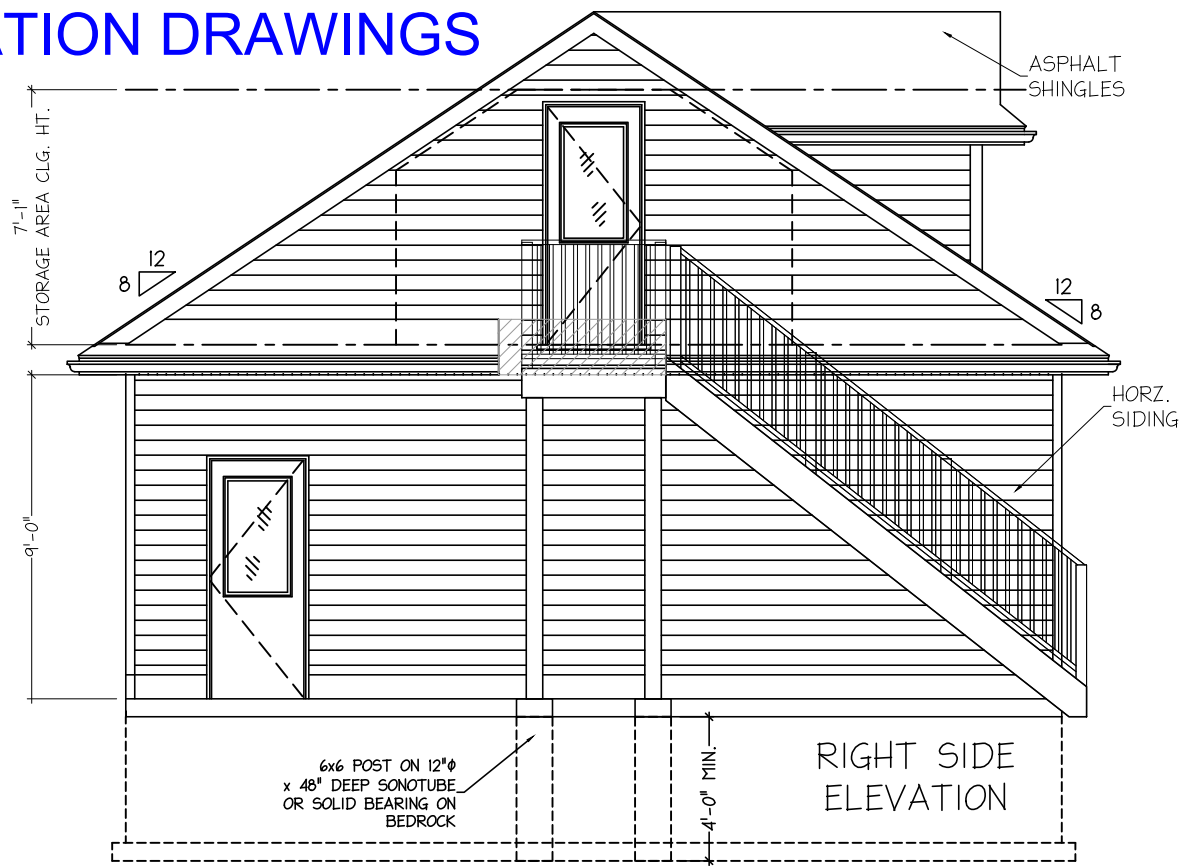 ATION DRAWINGS
ASPHALT
SHINGLES
7'-1"
STORAGE AREA CLG. HT.
12
8
12
8
HORZ.
SIDING
9'-0"
6x6 POST ON 12"φ
x 48" DEEP SONOTUBE
OR SOLID BEARING ON
BEDROCK
4'-0" MIN.
RIGHT SIDE
ELEVATION